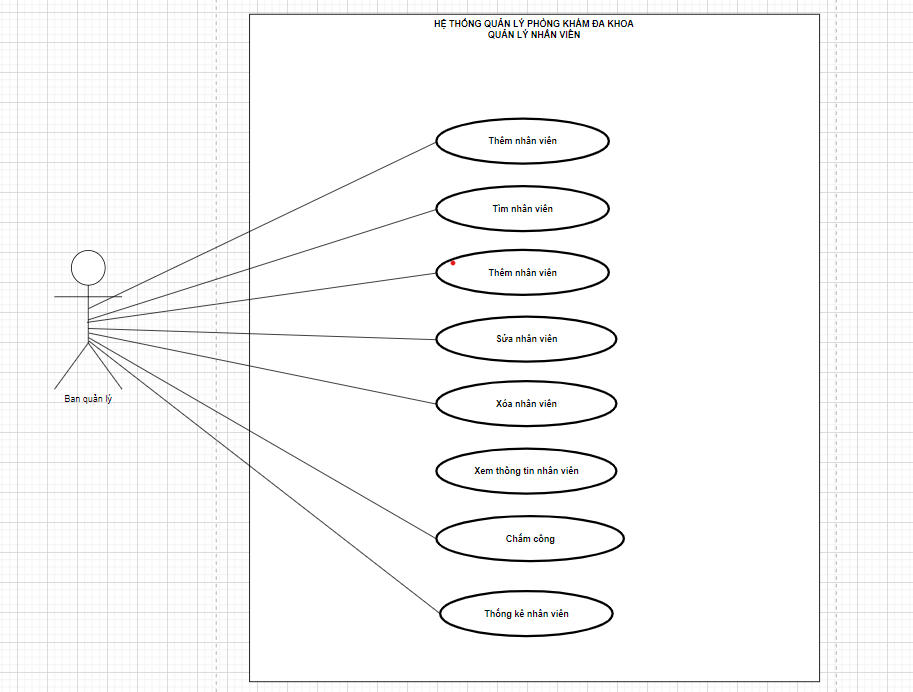 HỆ THỐNG QUẢN LÝ PHÒNG KHÁM ĐA KHOA
QUẢN LÝ NHÂN VIÊN
Thêm nhân viên
Tìm nhân viên
Thêm nhân viên
Sửa nhân viên
Xóa nhân viên
Ban quản lý
Xem thông tin nhân viên
Chấm công
Thống kê nhân viên